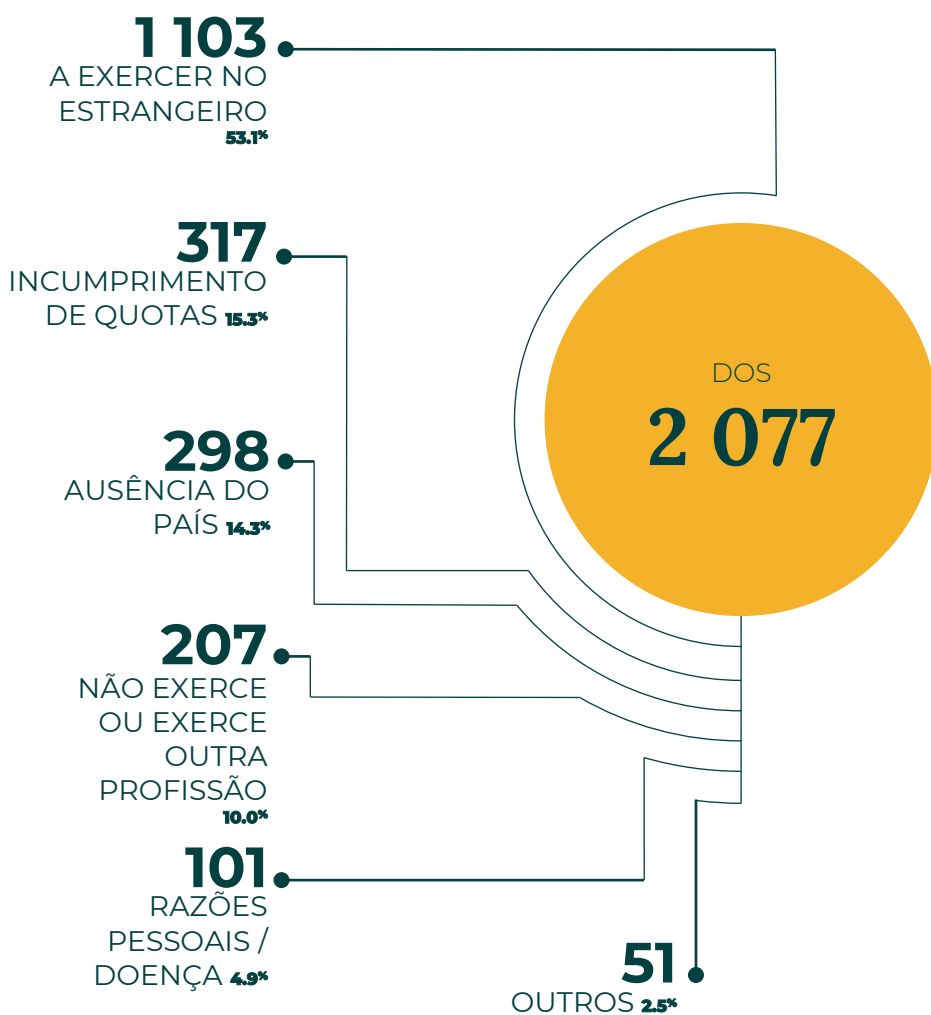 1 103
A EXERCER NO
ESTRANGEIRO
53.1%
317
INCUMPRIMENTO
DE QUOTAS 15.3%
298
AUSÊNCIA DO
PAÍS 14.3%
207
NÃO EXERCE
OU EXERCE
OUTRA
PROFISSÃO
10.0%
101
RAZÕES
PESSOAIS /
DOENÇA 4.9%
51
OUTROS 2.5%
DOS
2 077